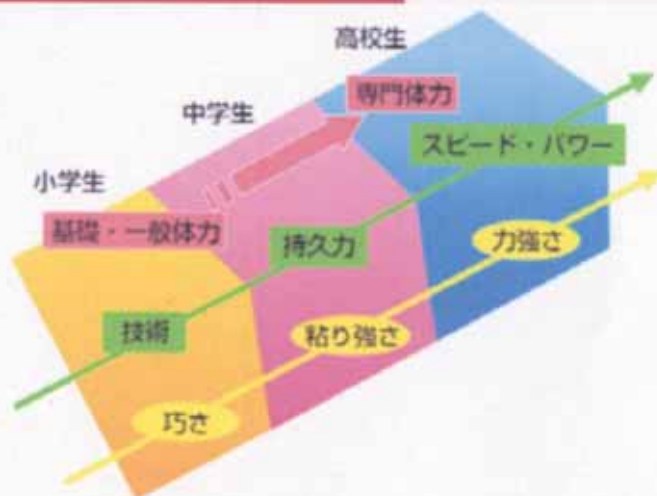 高校生
専門体力
中学生
スピード・パワー
小学生
基礎・一般体力
持久力
力強さ
技術
粘り強さ
巧さ